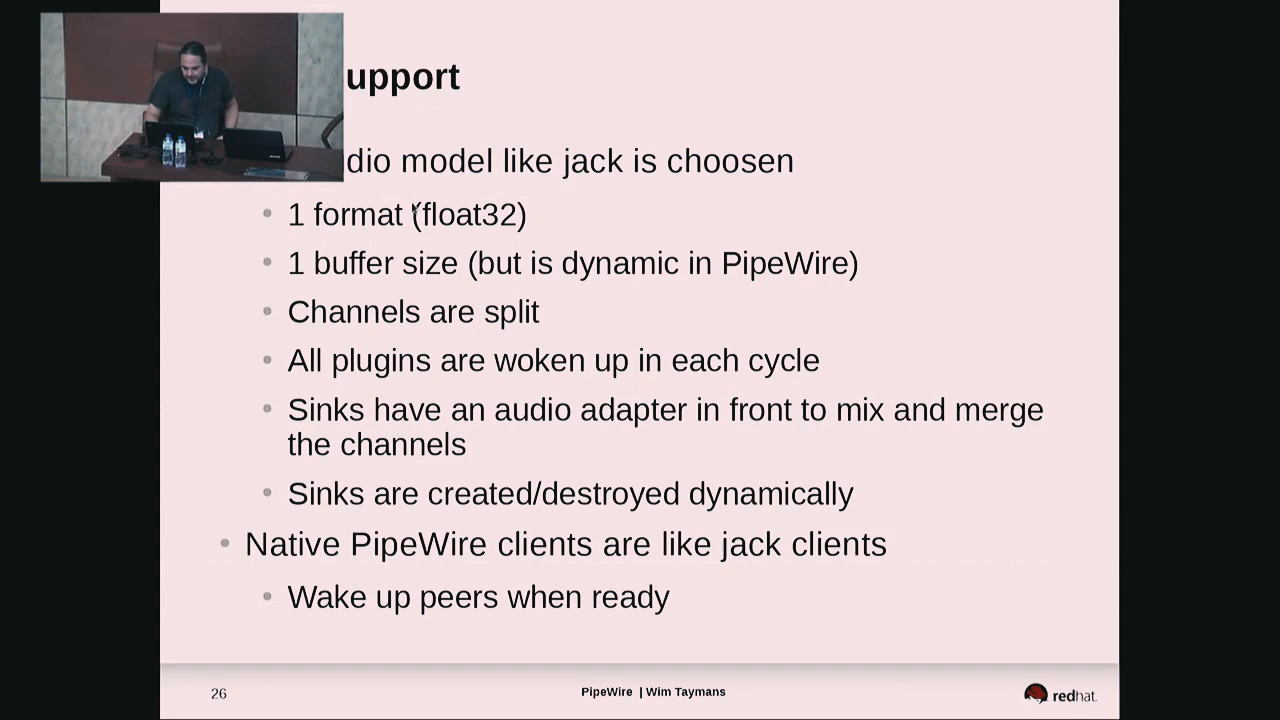 upport
dio model like jack is choosen
1 format (float32)
1 buffer size (but is dynamic in PipeWire)
Channels are split
All plugins are woken up in each cycle
Sinks have an audio adapter in front to mix and merge
the channels
Sinks are created/destroyed dynamically
Native PipeWire clients are like jack clients
Wake up peers when ready
26
PipeWire | Wim Taymans
redhat.